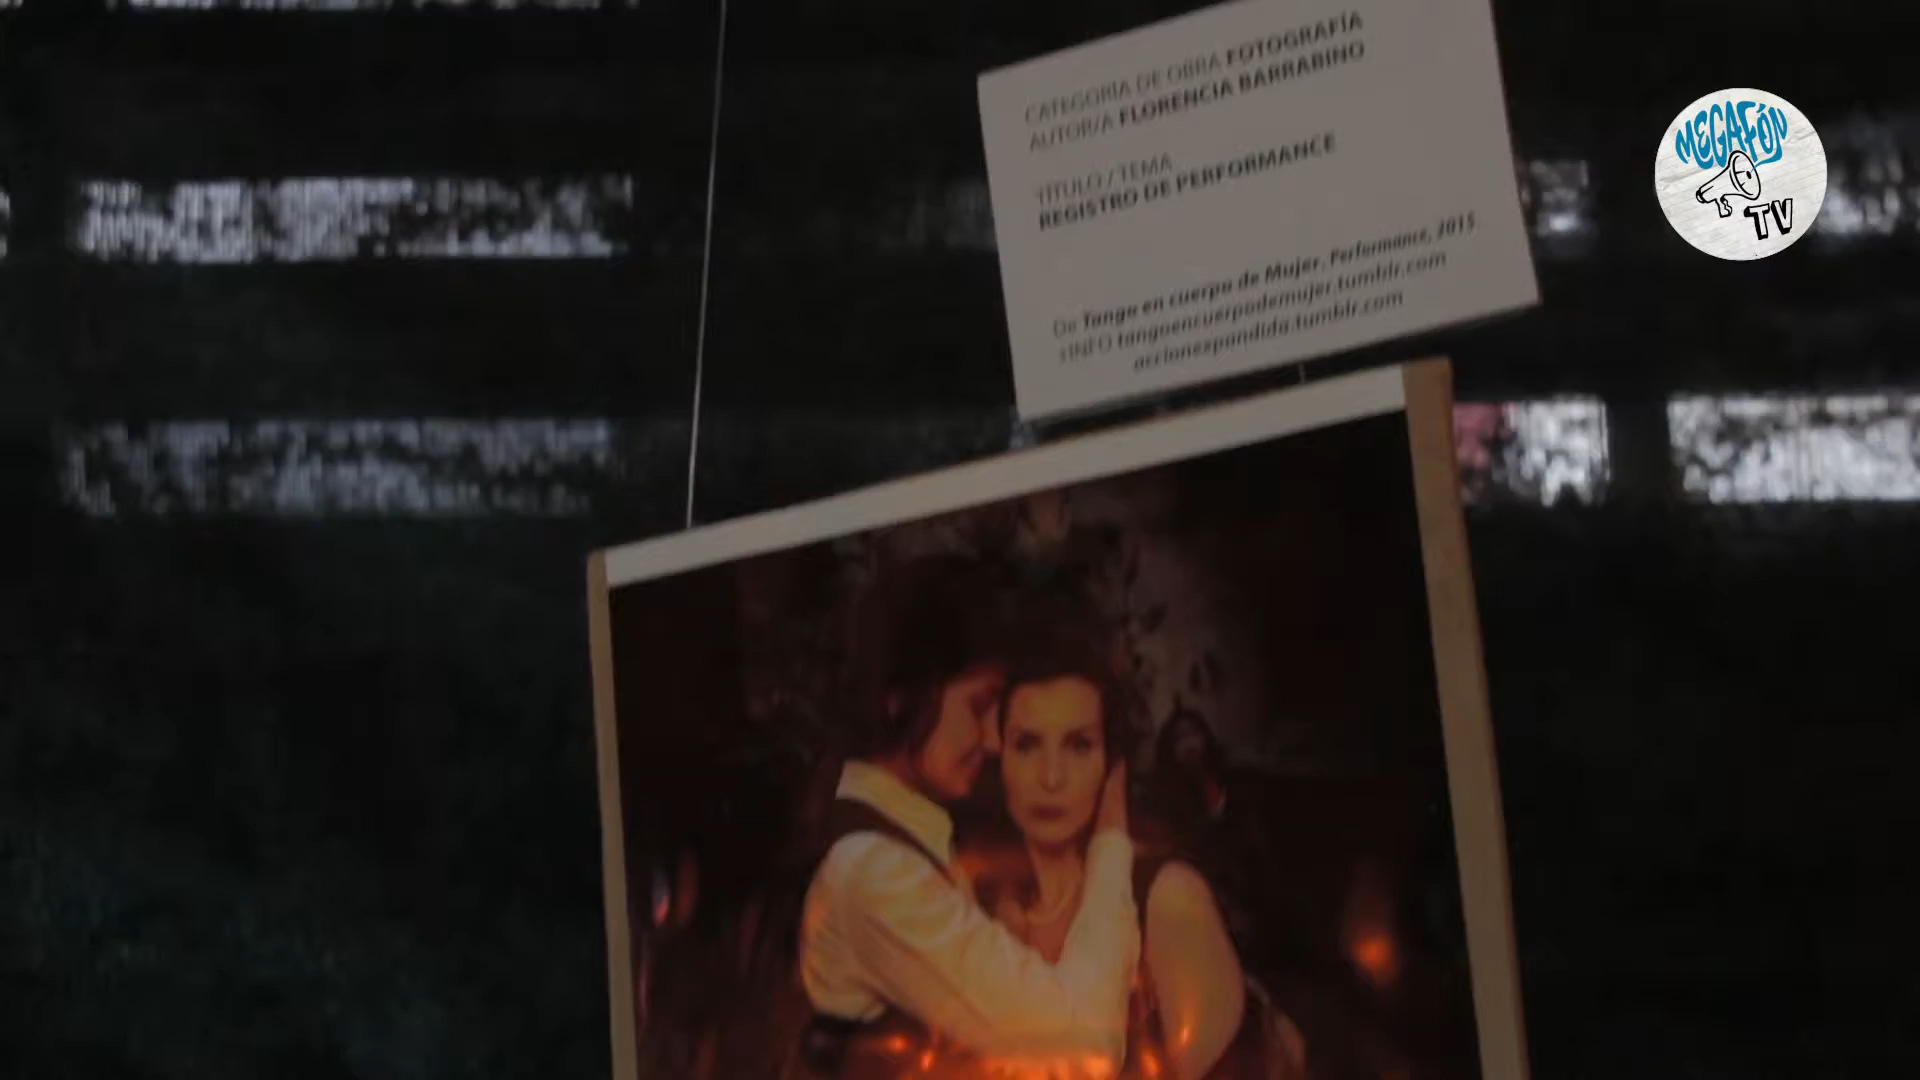 CATEGORÍA DE OBRA FOTOGRAFÍA
AUTOR/A FLORENCIA BARRABINO
TÍTULO / TEMA
REGISTRO DE PERFORMANCE
De Tango en cuerpo de Mujer. Performance, 2015
+INFO tangoencuerpodemujer.tumblr.com
accionexpandida.tumblr.com
MEGAFÓN
TV